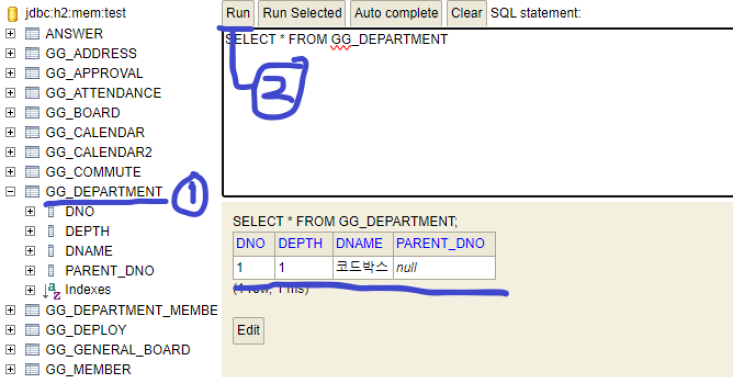 jdbc:h2:mem:test
Run Run Selected Auto complete Clear SQL statement:
ANSWER
GG_ADDRESS
GG_APPROVAL
GG_ATTENDANCE
GG_BOARD
GG_CALENDAR
GG_CALENDAR2
GG_COMMUTE
GG_DEPARTMENT
DNO
DEPTH
DNAME
PARENT_DNO
Indexes
GG_DEPARTMENT_MEMBE
GG_DEPLOY
GG_GENERAL_BOARD
GG_MEMBER
1
SELECT * FROM GG_DEPARTMENT
2
SELECT * FROM GG_DEPARTMENT;
DNO DEPTH DNAME PARENT_DNO
1 1 코드박스 null
(1 row, 1 ms)
Edit